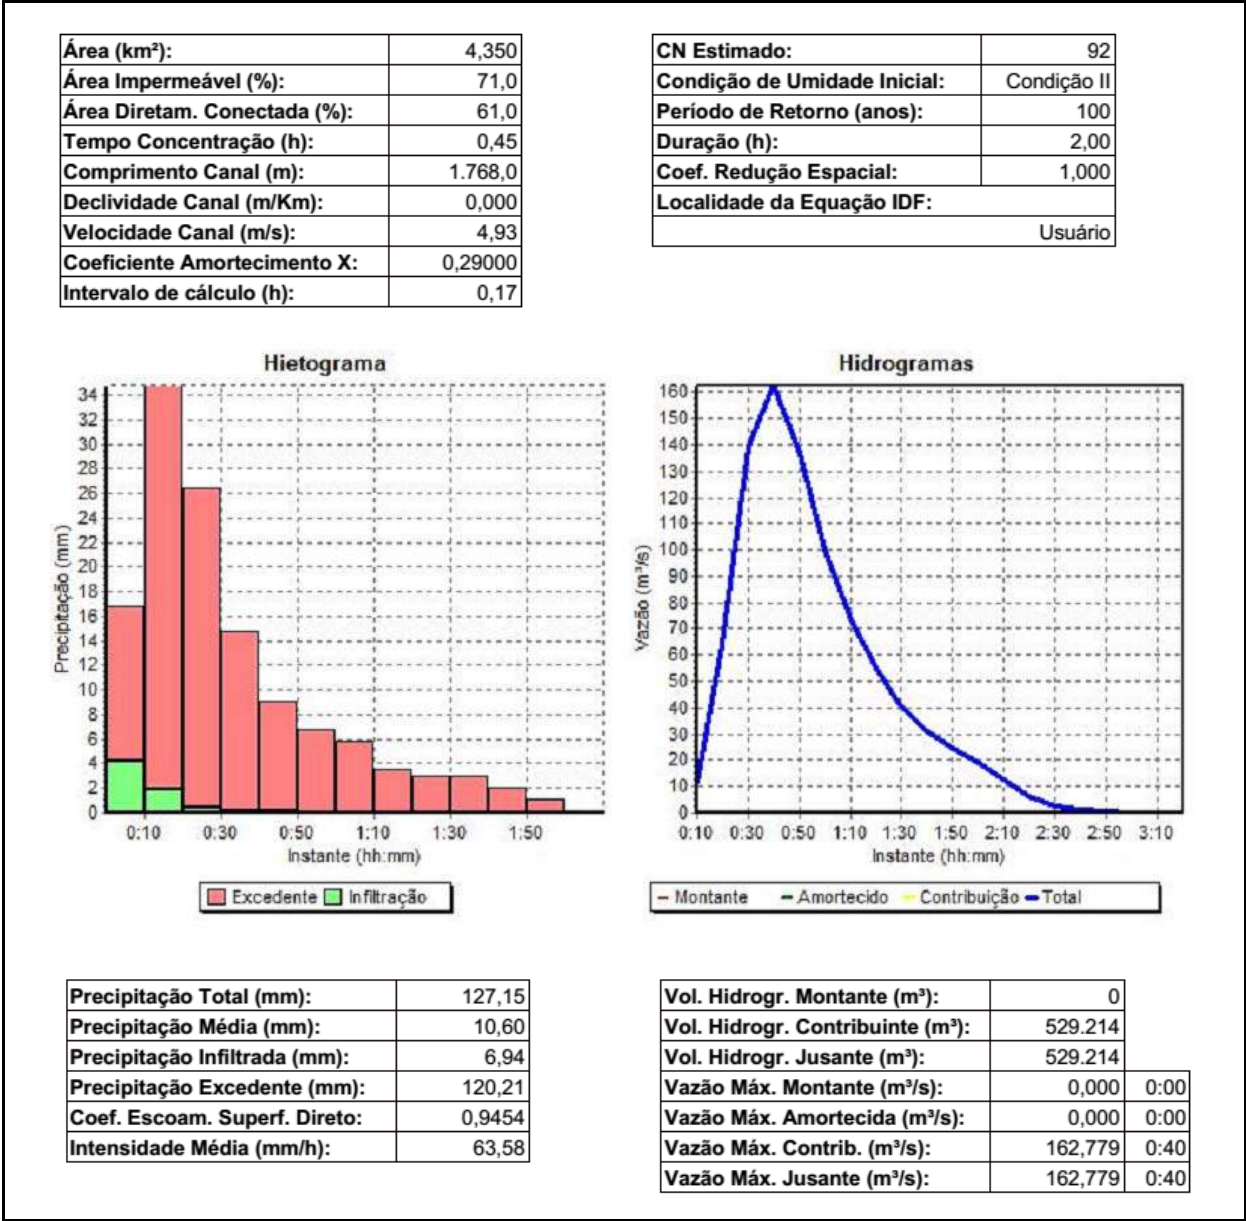 Área (km²): 4,350
Área Impermeável (%): 71,0
Área Diretam. Conectada (%): 61,0
Tempo Concentração (h): 0,45
Comprimento Canal (m): 1.768,0
Declividade Canal (m/Km): 0,000
Velocidade Canal (m/s): 4,93
Coeficiente Amortecimento X: 0,29000
Intervalo de cálculo (h): 0,17
CN Estimado: 92
Condição de Umidade Inicial: Condição II
Período de Retorno (anos): 100
Duração (h): 2,00
Coef. Redução Espacial: 1,000
Localidade da Equação IDF:
Usuário
Hietograma
Precipitação (mm)
34
32
30
28
26
24
22
20
18
16
14
12
10
8
6
4
2
0
0:10 0:30 0:50 1:10 1:30 1:50
Instante (hh:mm)
Excedente Infiltração
Hidrogramas
Vazão (m³/s)
160
150
140
130
120
110
100
90
80
70
60
50
40
30
20
10
0
0:10 0:30 0:50 1:10 1:30 1:50 2:10 2:30 2:50 3:10
Instante (hh:mm)
Montante Amortecido Contribuição Total
Precipitação Total (mm): 127,15
Precipitação Média (mm): 10,60
Precipitação Infiltrada (mm): 6,94
Precipitação Excedente (mm): 120,21
Coef. Escoam. Superf. Direto: 0,9454
Intensidade Média (mm/h): 63,58
Vol. Hidrogr. Montante (m³): 0
Vol. Hidrogr. Contribuinte (m³): 529.214
Vol. Hidrogr. Jusante (m³): 529.214
Vazão Máx. Montante (m³/s): 0,000 0:00
Vazão Máx. Amortecida (m³/s): 0,000 0:00
Vazão Máx. Contrib. (m³/s): 162,779 0:40
Vazão Máx. Jusante (m³/s): 162,779 0:40